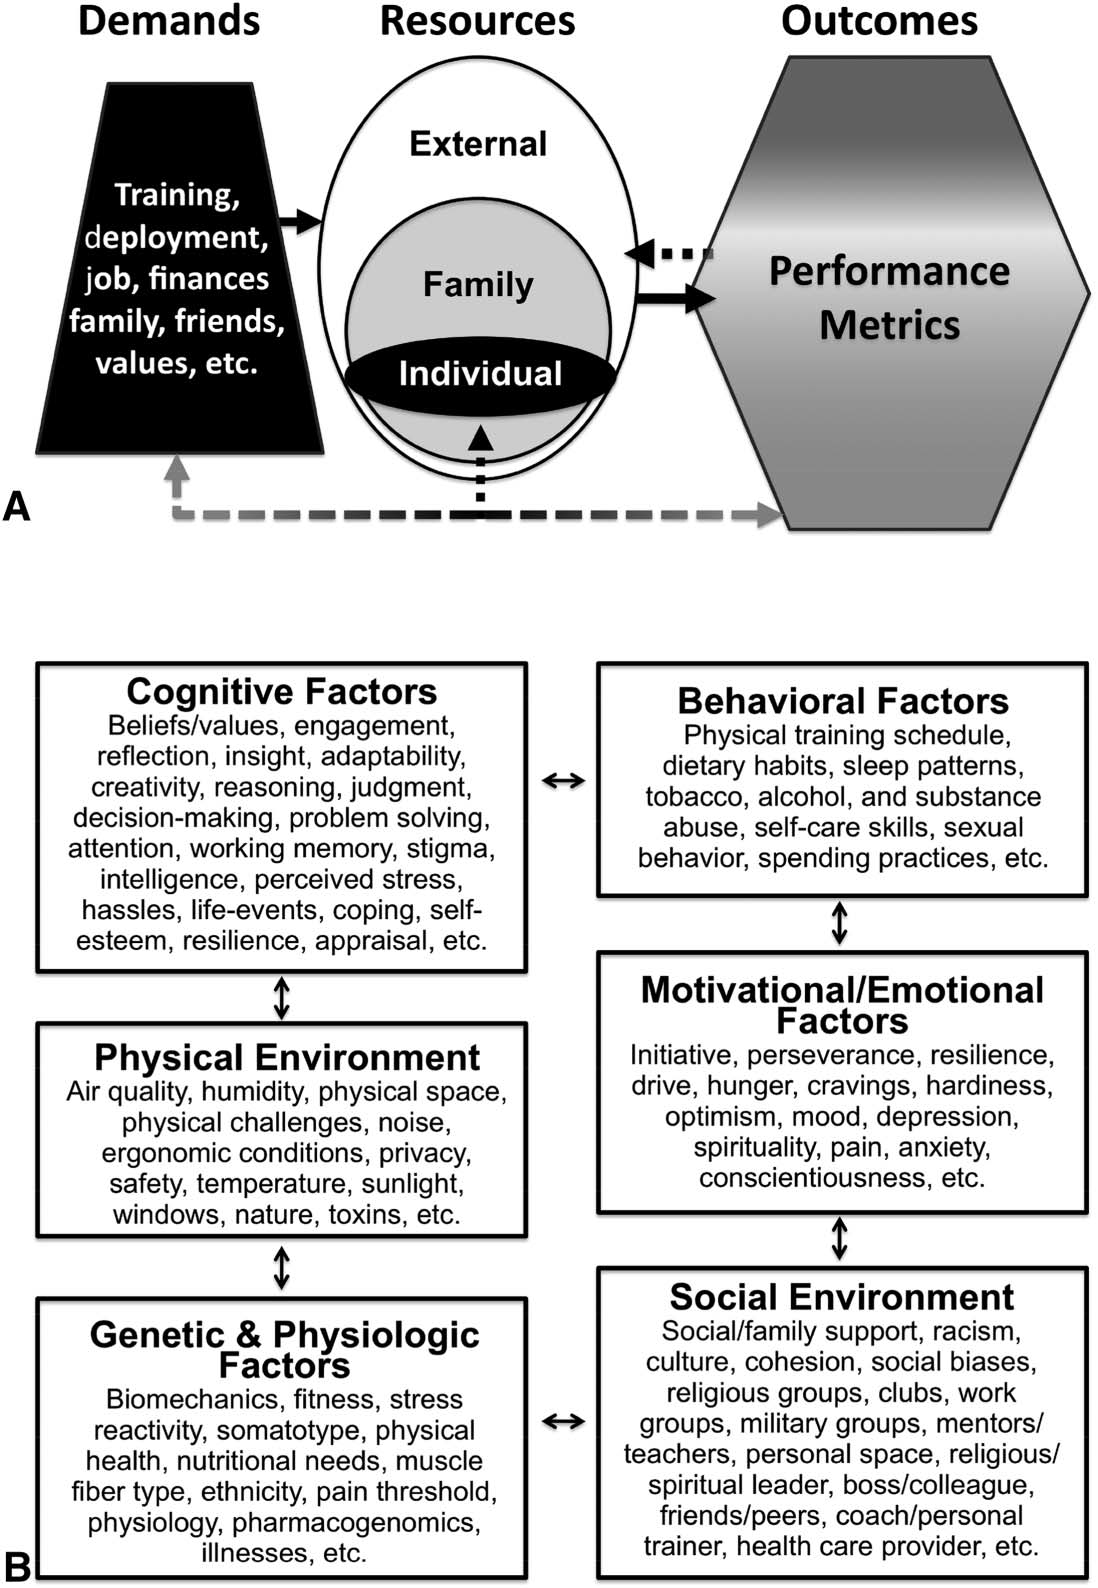 Demands
Resources
Outcomes
Training,
deployment,
job, finances
family, friends,
values, etc.
External
Family
Individual
Performance
Metrics
A
Cognitive Factors
Beliefs/values, engagement,
reflection, insight, adaptability,
creativity, reasoning, judgment,
decision-making, problem solving,
attention, working memory, stigma,
intelligence, perceived stress,
hassles, life-events, coping, self-
esteem, resilience, appraisal, etc.
Behavioral Factors
Physical training schedule,
dietary habits, sleep patterns,
tobacco, alcohol, and substance
abuse, self-care skills, sexual
behavior, spending practices, etc.
Physical Environment
Air quality, humidity, physical space,
physical challenges, noise,
ergonomic conditions, privacy,
safety, temperature, sunlight,
windows, nature, toxins, etc.
Motivational/Emotional
Factors
Initiative, perseverance, resilience,
drive, hunger, cravings, hardiness,
optimism, mood, depression,
spirituality, pain, anxiety,
conscientiousness, etc.
Genetic & Physiologic
Factors
Biomechanics, fitness, stress
reactivity, somatotype, physical
health, nutritional needs, muscle
fiber type, ethnicity, pain threshold,
physiology, pharmacogenomics,
illnesses, etc.
Social Environment
Social/family support, racism,
culture, cohesion, social biases,
religious groups, clubs, work
groups, military groups, mentors/
teachers, personal space, religious/
spiritual leader, boss/colleague,
friends/peers, coach/personal
trainer, health care provider, etc.
B